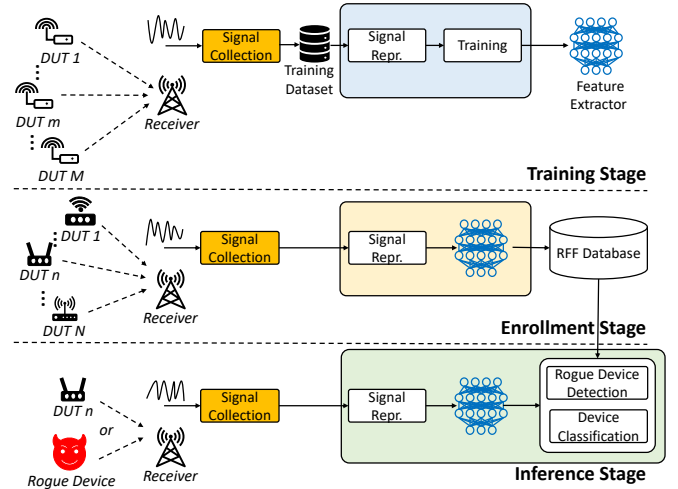 DUT 1
DUT m
DUT M
Receiver
Signal
Collection
Training
Dataset
Signal
Repr.
Training
Feature
Extractor
Training Stage
DUT 1
DUT n
DUT N
Receiver
Signal
Collection
Signal
Repr.
RFF Database
Enrollment Stage
DUT n
or
Rogue Device
Receiver
Signal
Collection
Signal
Repr.
Rogue Device
Detection
Device
Classification
Inference Stage